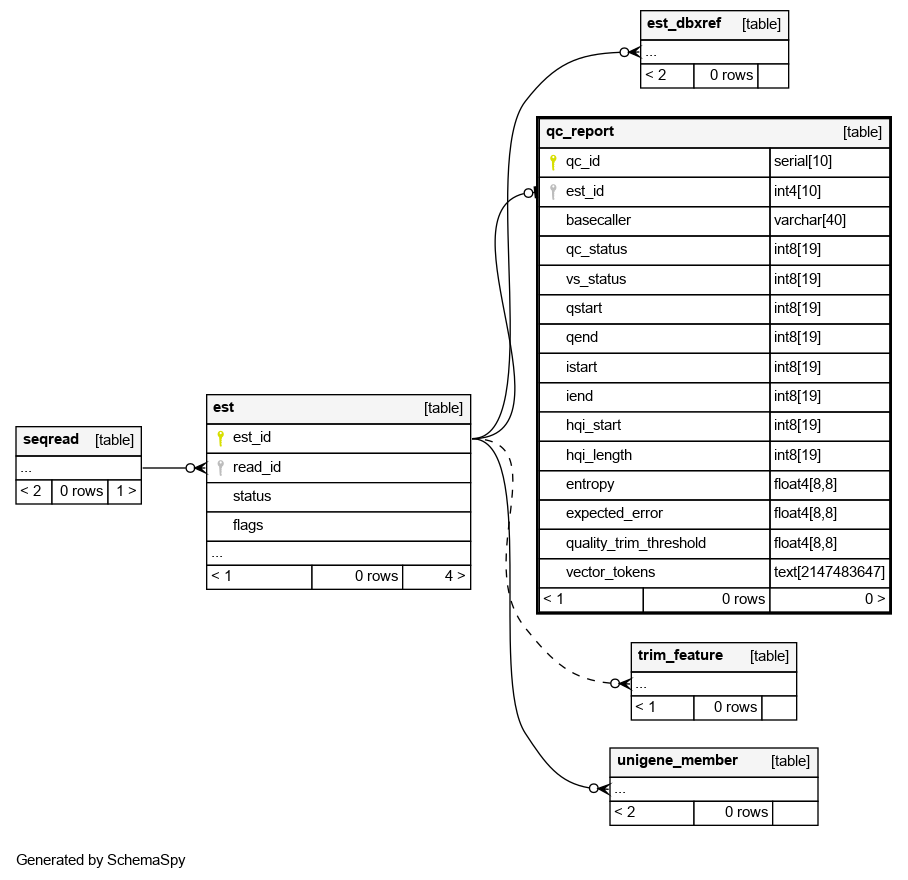 est_dbxref [table]
...
< 2 0 rows
qc_report [table]
qc_id serial[10]
est_id int4[10]
basecaller varchar[40]
qc_status int8[19]
vs_status int8[19]
qstart int8[19]
qend int8[19]
istart int8[19]
iend int8[19]
hqi_start int8[19]
hqi_length int8[19]
entropy float4[8,8]
expected_error float4[8,8]
quality_trim_threshold float4[8,8]
vector_tokens text[2147483647]
< 1 0 rows 0 >
est [table]
est_id
read_id
status
flags
...
< 1 0 rows 4 >
seqread [table]
...
< 2 0 rows 1 >
trim_feature [table]
...
< 1 0 rows
unigene_member [table]
...
< 2 0 rows
Generated by SchemaSpy